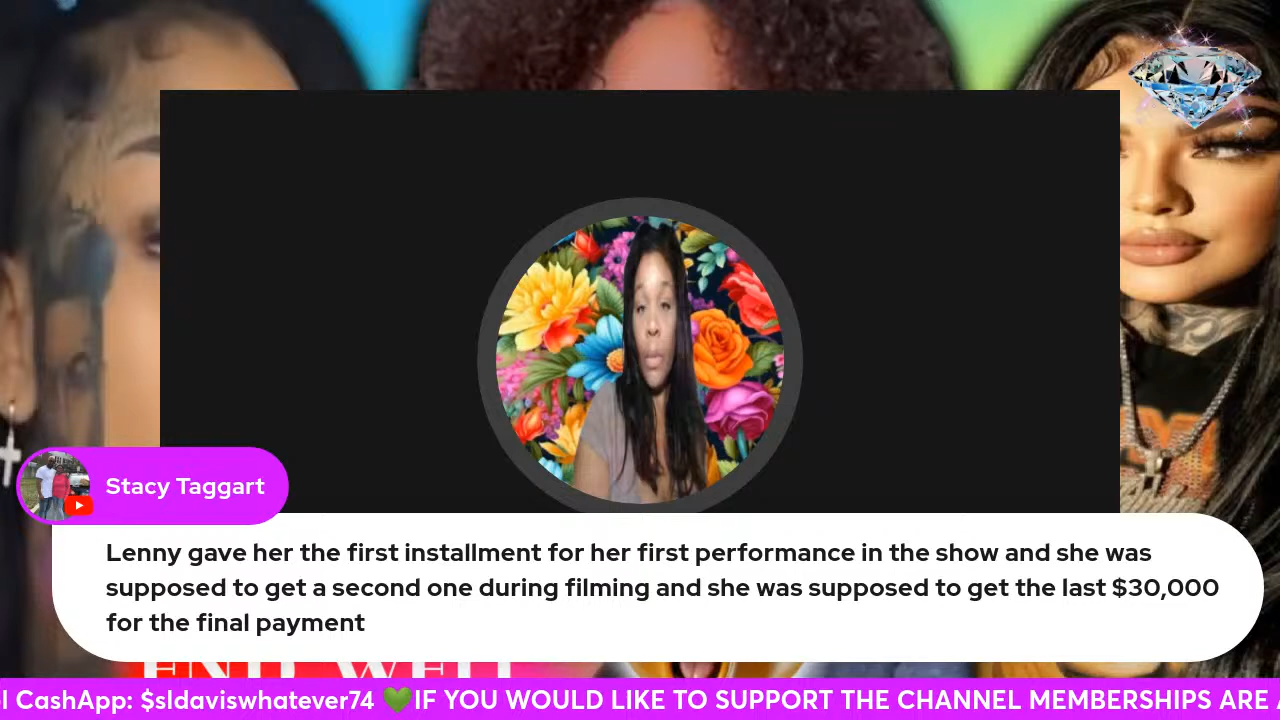 Stacy Taggart
Lenny gave her the first installment for her first performance in the show and she was
supposed to get a second one during filming and she was supposed to get the last $30,000
for the final payment
END WELL
CashApp: $sldaviswhatever74 💚IF YOU WOULD LIKE TO SUPPORT THE CHANNEL MEMBERSHIPS ARE